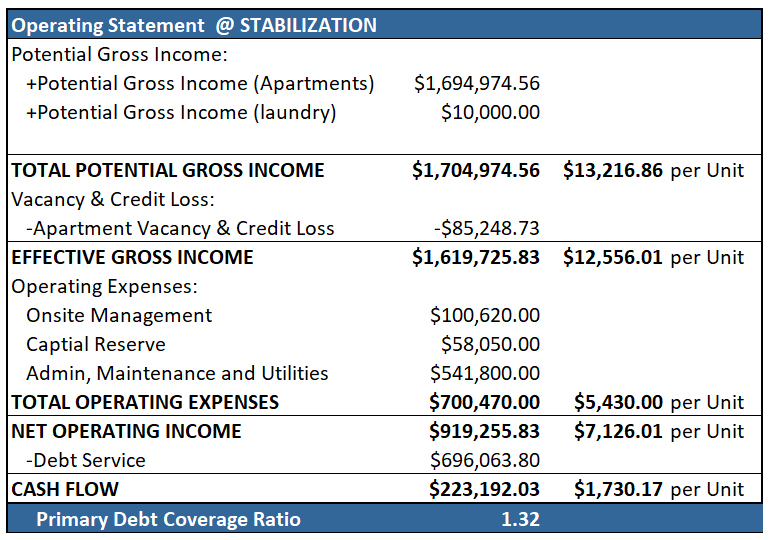 Operating Statement @ STABILIZATION
Potential Gross Income:
+Potential Gross Income (Apartments) $1,694,974.56
+Potential Gross Income (laundry) $10,000.00
TOTAL POTENTIAL GROSS INCOME $1,704,974.56 $13,216.86 per Unit
Vacancy & Credit Loss:
-Apartment Vacancy & Credit Loss -$85,248.73
EFFECTIVE GROSS INCOME $1,619,725.83 $12,556.01 per Unit
Operating Expenses:
Onsite Management $100,620.00
Captial Reserve $58,050.00
Admin, Maintenance and Utilities $541,800.00
TOTAL OPERATING EXPENSES $700,470.00 $5,430.00 per Unit
NET OPERATING INCOME $919,255.83 $7,126.01 per Unit
-Debt Service $696,063.80
CASH FLOW $223,192.03 $1,730.17 per Unit
Primary Debt Coverage Ratio 1.32